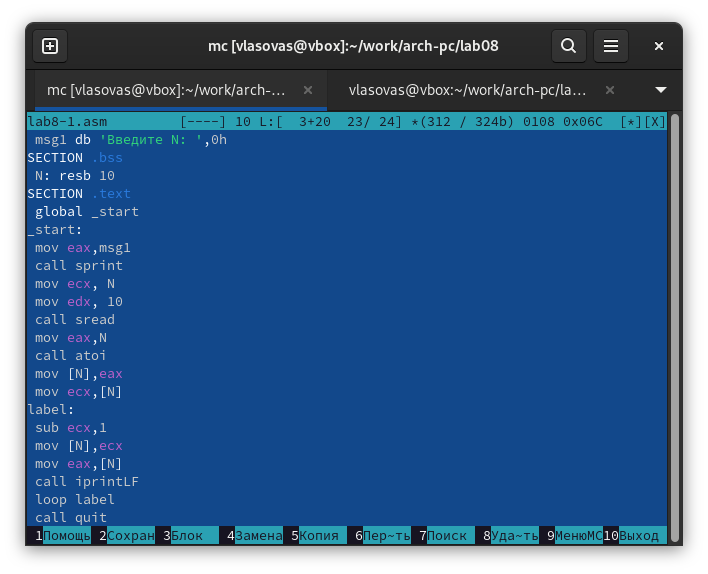 mc [vlasovas@vbox]:~/work/arch-pc/lab08
mc [vlasovas@vbox]:~/work/arch-... × vlasovas@vbox:~/work/arch-pc/la... ×
lab8-1.asm [----] 10 L:[ 3+20 23/ 24] *(312 / 324b) 0108 0x06C [*][X]
msg1 db 'Введите N: ',0h
SECTION .bss
N: resb 10
SECTION .text
global _start
_start:
mov eax,msg1
call sprint
mov ecx, N
mov edx, 10
call sread
mov eax,N
call atoi
mov [N],eax
mov ecx,[N]
label:
sub ecx,1
mov [N],ecx
mov eax,[N]
call iprintLF
loop label
call quit
1Помощь 2Сохран 3Блок 4Замена 5Копия 6Пер~ть 7Поиск 8Уда~ть 9МенюМС 10Выход